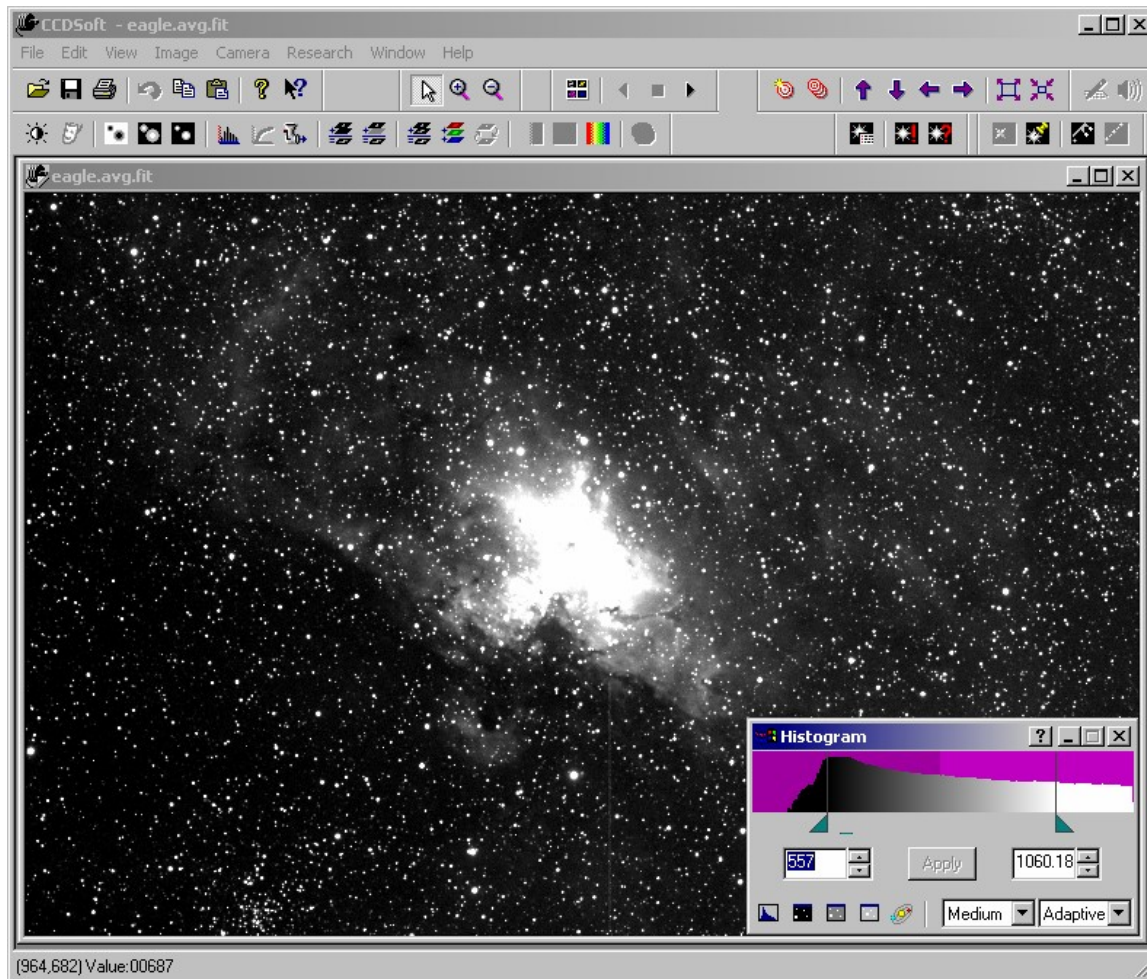 CCDSoft - eagle.avg.fit
File Edit View Image Camera Research Window Help
eagle.avg.fit
Histogram
557 Apply 1060.18
Medium Adaptive
(964,682) Value:00687